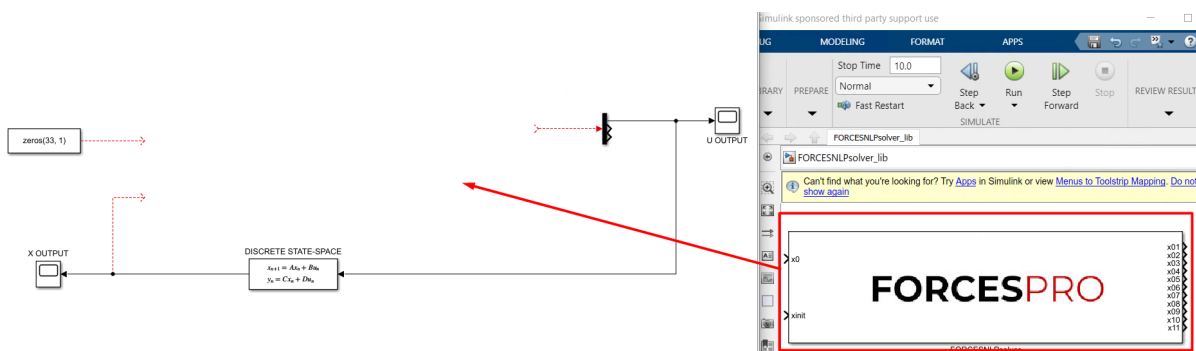 zeros(33, 1)
X OUTPUT
DISCRETE STATE-SPACE
xn+1 = Axn + Bun
yn = Cxn + Dun
U OUTPUT
Simulink sponsored third party support use
UG MODELING FORMAT APPS
Stop Time 10.0
Normal
Fast Restart
RARY PREPARE
Step Back
Run
Step Forward
Stop
REVIEW RESULT
SIMULATE
FORCESNLPsolver_lib
FORCESNLPsolver_lib
Can't find what you're looking for? Try Apps in Simulink or view Menus to Toolstrip Mapping. Do not
show again
x0
xinit
FORCESPRO
x01
x02
x03
x04
x05
x06
x07
x08
x09
x10
x11